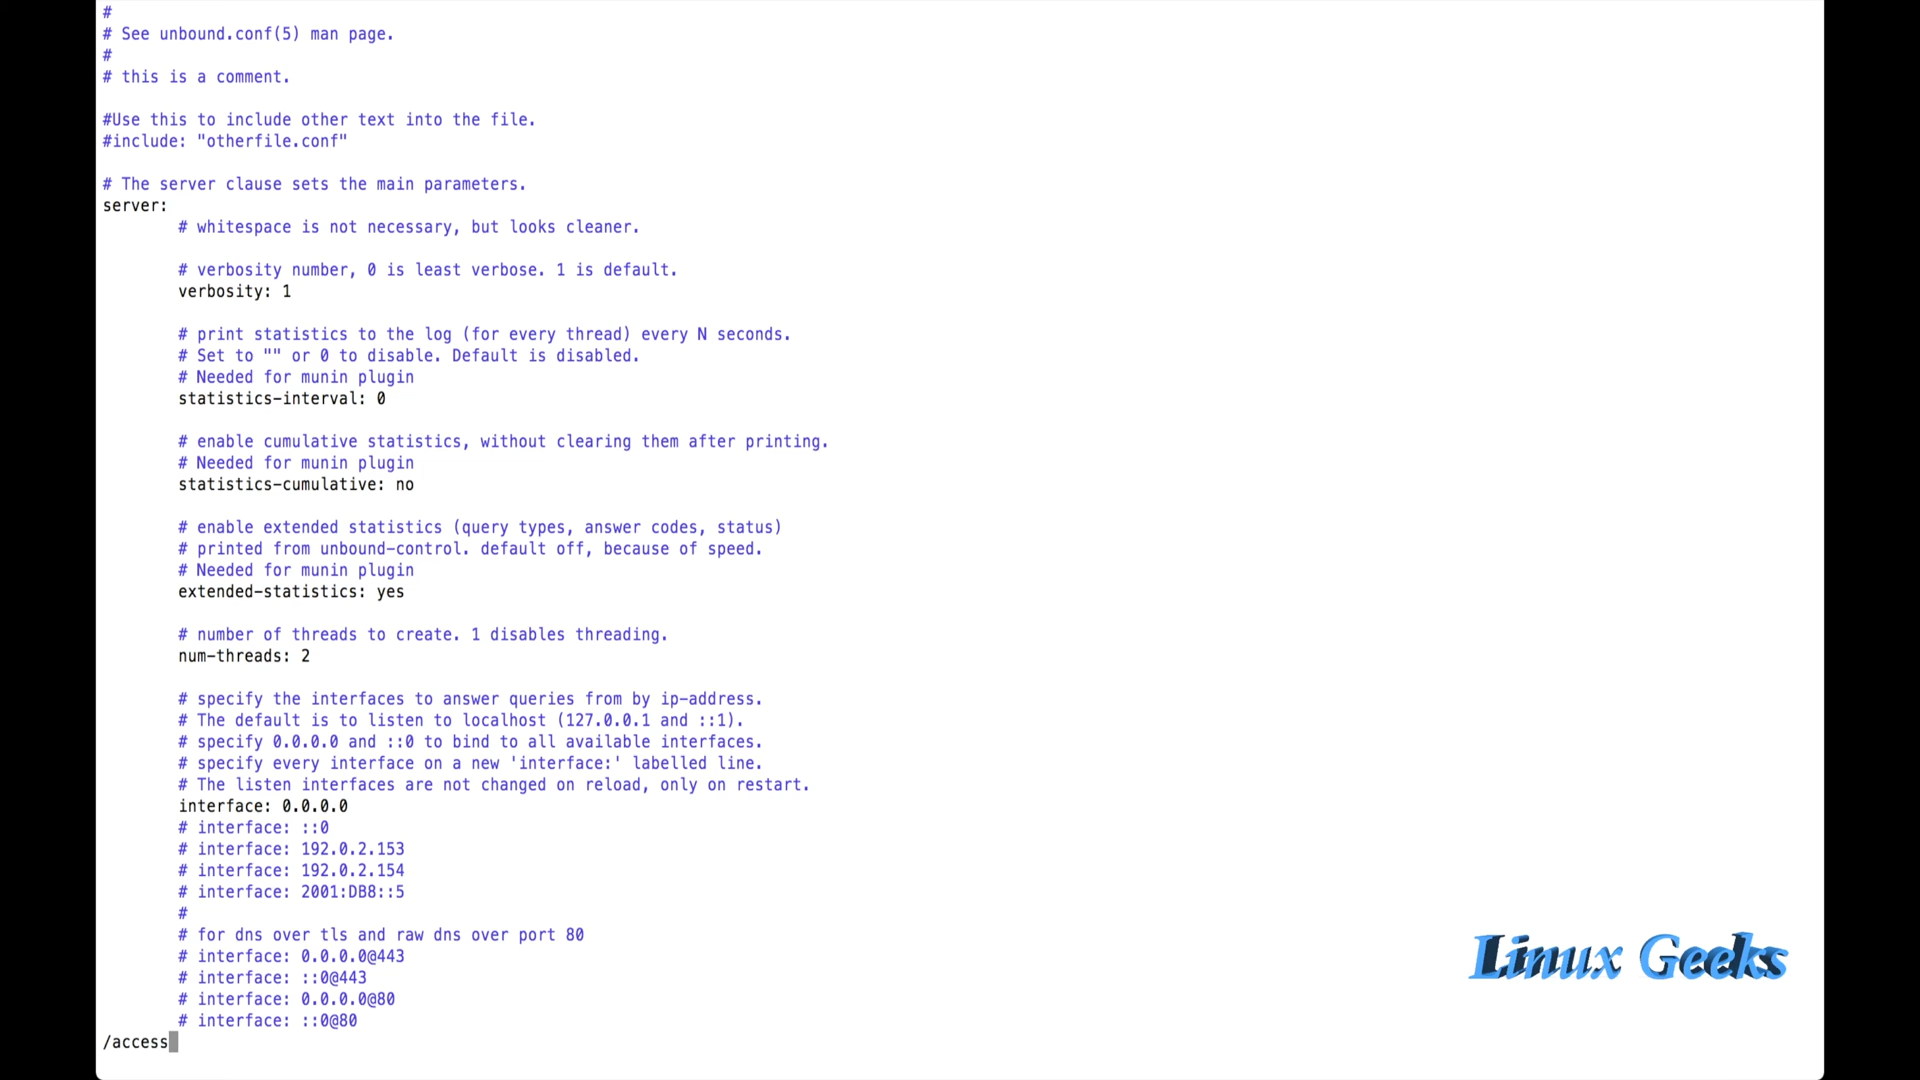 #
# See unbound.conf(5) man page.
#
# this is a comment.
#Use this to include other text into the file.
#include: "otherfile.conf"
# The server clause sets the main parameters.
server:
# whitespace is not necessary, but looks cleaner.
# verbosity number, 0 is least verbose. 1 is default.
verbosity: 1
# print statistics to the log (for every thread) every N seconds.
# Set to "" or 0 to disable. Default is disabled.
# Needed for munin plugin
statistics-interval: 0
# enable cumulative statistics, without clearing them after printing.
# Needed for munin plugin
statistics-cumulative: no
# enable extended statistics (query types, answer codes, status)
# printed from unbound-control. default off, because of speed.
# Needed for munin plugin
extended-statistics: yes
# number of threads to create. 1 disables threading.
num-threads: 2
# specify the interfaces to answer queries from by ip-address.
# The default is to listen to localhost (127.0.0.1 and ::1).
# specify 0.0.0.0 and ::0 to bind to all available interfaces.
# specify every interface on a new 'interface:' labelled line.
# The listen interfaces are not changed on reload, only on restart.
interface: 0.0.0.0
# interface: ::0
# interface: 192.0.2.153
# interface: 192.0.2.154
# interface: 2001:DB8::5
#
# for dns over tls and raw dns over port 80
# interface: 0.0.0.0@443
# interface: ::0@443
# interface: 0.0.0.0@80
# interface: ::0@80
/access
Linux Geeks